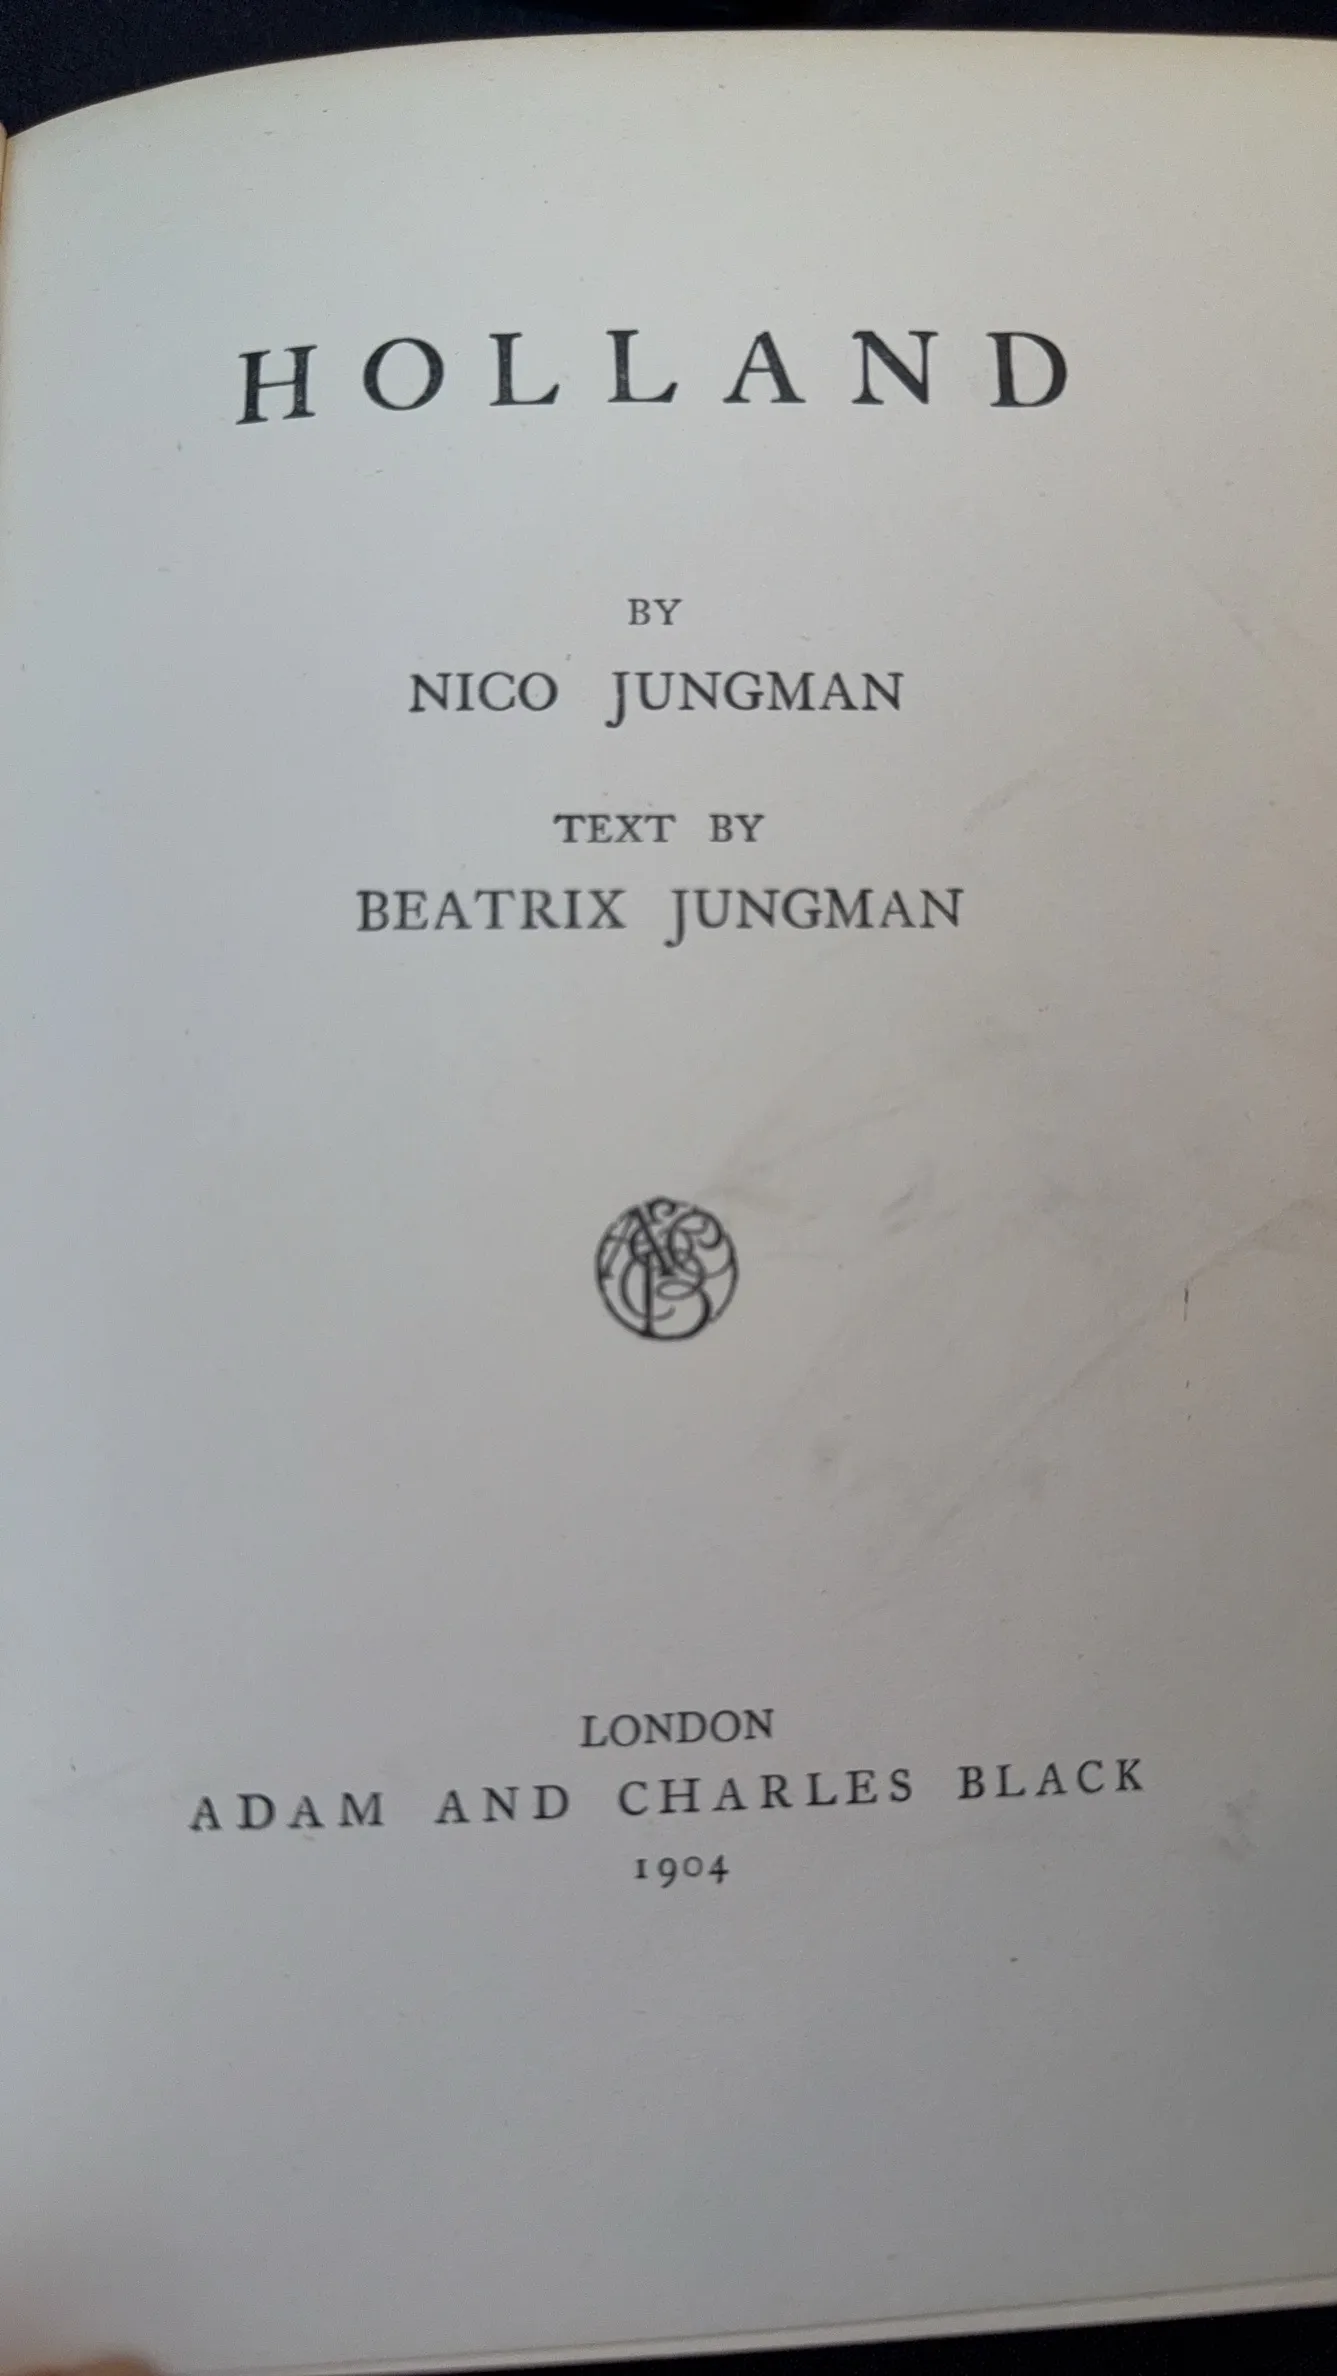 HOLLAND
BY
NICO JUNGMAN
TEXT BY
BEATRIX JUNGMAN
LONDON
ADAM AND CHARLES BLACK
1904